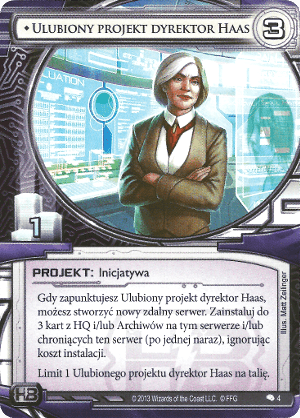 ⬥ Ulubiony projekt dyrektor Haas
3
1
PROJEKT: Inicjatywa
Gdy zapunktujesz Ulubiony projekt dyrektor Haas,
możesz stworzyć nowy zdalny serwer. Zainstaluj do
3 kart z HQ i/lub Archiwów na tym serwerze i/lub
chroniących ten serwer (po jednej naraz), ignorując
koszt instalacji.
Limit 1 Ulubionego projektu dyrektor Haas na talię.
Illus. Matt Zeilinger
HB
© 2013 Wizards of the Coast LLC. © FFG
4